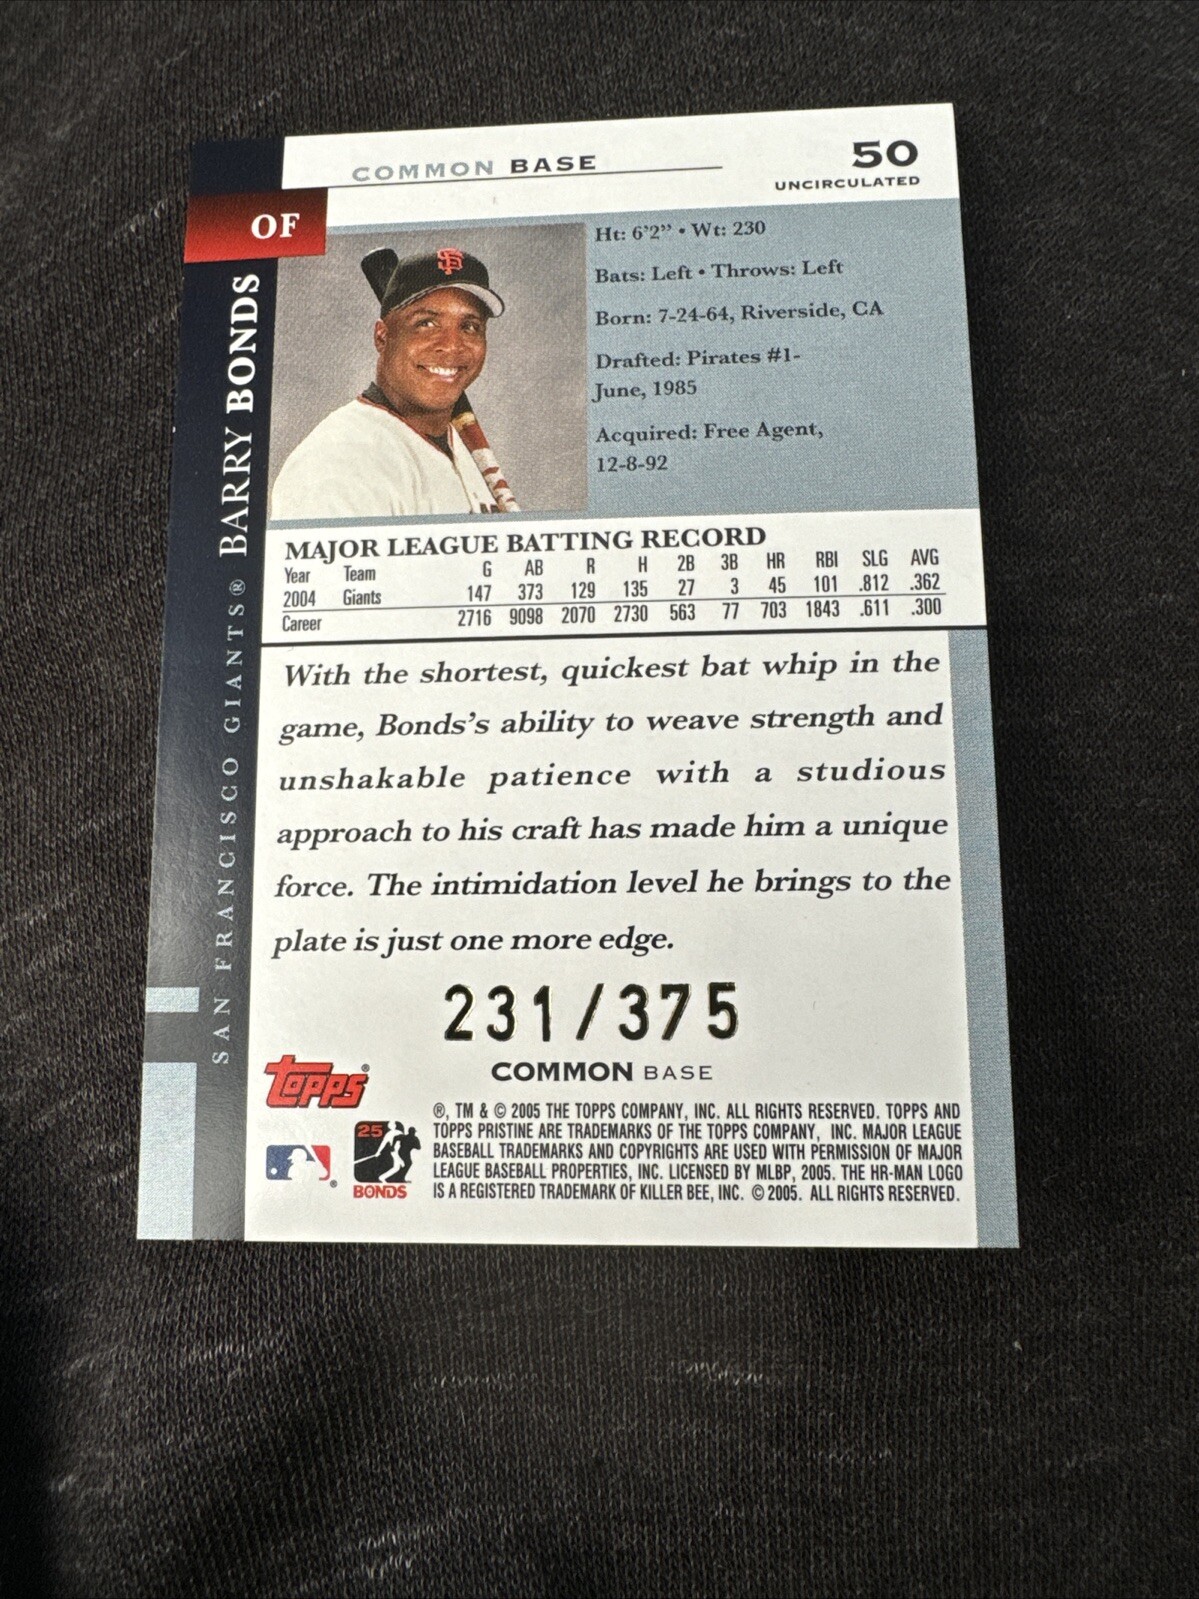 COMMON BASE
50
UNCIRCULATED
OF
BARRY BONDS
SAN FRANCISCO GIANTS®
SF
Ht: 6'2" • Wt: 230
Bats: Left • Throws: Left
Born: 7-24-64, Riverside, CA
Drafted: Pirates #1-
June, 1985
Acquired: Free Agent,
12-8-92
MAJOR LEAGUE BATTING RECORD
Year Team G AB R H 2B 3B HR RBI SLG AVG
2004 Giants 147 373 129 135 27 3 45 101 .812 .362
Career 2716 9098 2070 2730 563 77 703 1843 .611 .300
With the shortest, quickest bat whip in the
game, Bonds's ability to weave strength and
unshakable patience with a studious
approach to his craft has made him a unique
force. The intimidation level he brings to the
plate is just one more edge.
231/375
COMMON BASE
Topps®
25
BONDS
®
®, TM & © 2005 THE TOPPS COMPANY, INC. ALL RIGHTS RESERVED. TOPPS AND
TOPPS PRISTINE ARE TRADEMARKS OF THE TOPPS COMPANY, INC. MAJOR LEAGUE
BASEBALL TRADEMARKS AND COPYRIGHTS ARE USED WITH PERMISSION OF MAJOR
LEAGUE BASEBALL PROPERTIES, INC. LICENSED BY MLBP, 2005. THE HR-MAN LOGO
IS A REGISTERED TRADEMARK OF KILLER BEE, INC. © 2005. ALL RIGHTS RESERVED.